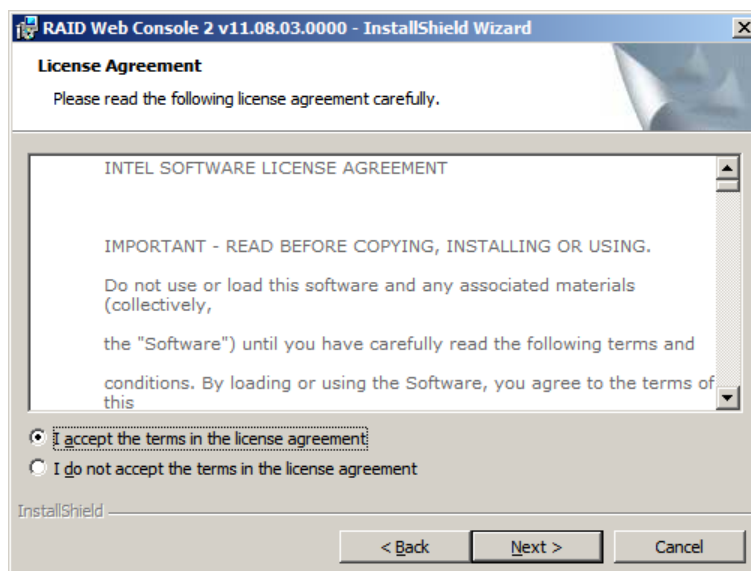 RAID Web Console 2 v11.08.03.0000 - InstallShield Wizard
License Agreement
Please read the following license agreement carefully.
INTEL SOFTWARE LICENSE AGREEMENT
IMPORTANT - READ BEFORE COPYING, INSTALLING OR USING.
Do not use or load this software and any associated materials
(collectively,
the "Software") until you have carefully read the following terms and
conditions. By loading or using the Software, you agree to the terms of
this
I accept the terms in the license agreement
I do not accept the terms in the license agreement
InstallShield
< Back
Next >
Cancel